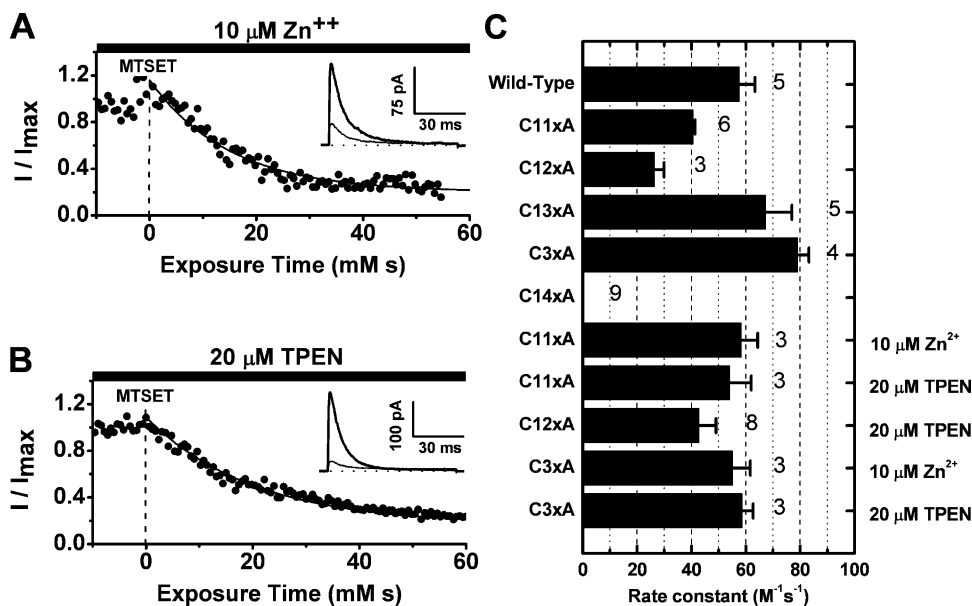 A
10 μM Zn++
MTSET
75 pA
30 ms
1.2
0.8
0.4
0.0
I / Imax
0 20 40 60
Exposure Time (mM s)
B
20 μM TPEN
MTSET
100 pA
30 ms
1.2
0.8
0.4
0.0
I / Imax
0 20 40 60
Exposure Time (mM s)
C
Wild-Type 5
C11xA 6
C12xA 3
C13xA 5
C3xA 4
C14xA 9
C11xA 3 10 μM Zn2+
C11xA 3 20 μM TPEN
C12xA 8 20 μM TPEN
C3xA 3 10 μM Zn2+
C3xA 3 20 μM TPEN
0 20 40 60 80 100
Rate constant (M-1s-1)